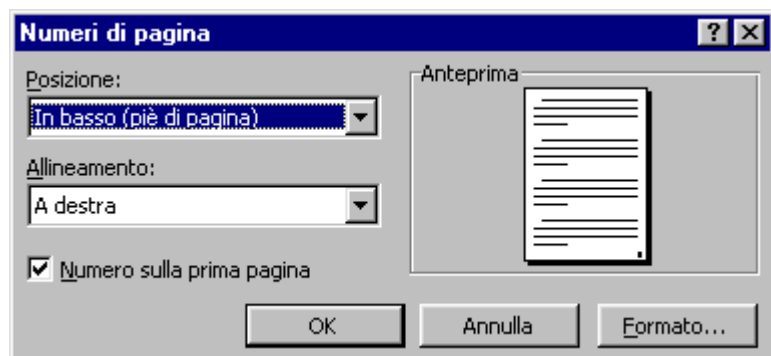 Numeri di pagina
Posizione:
In basso (piè di pagina)
Allineamento:
A destra
Numero sulla prima pagina
Anteprima
OK
Annulla
Formato...